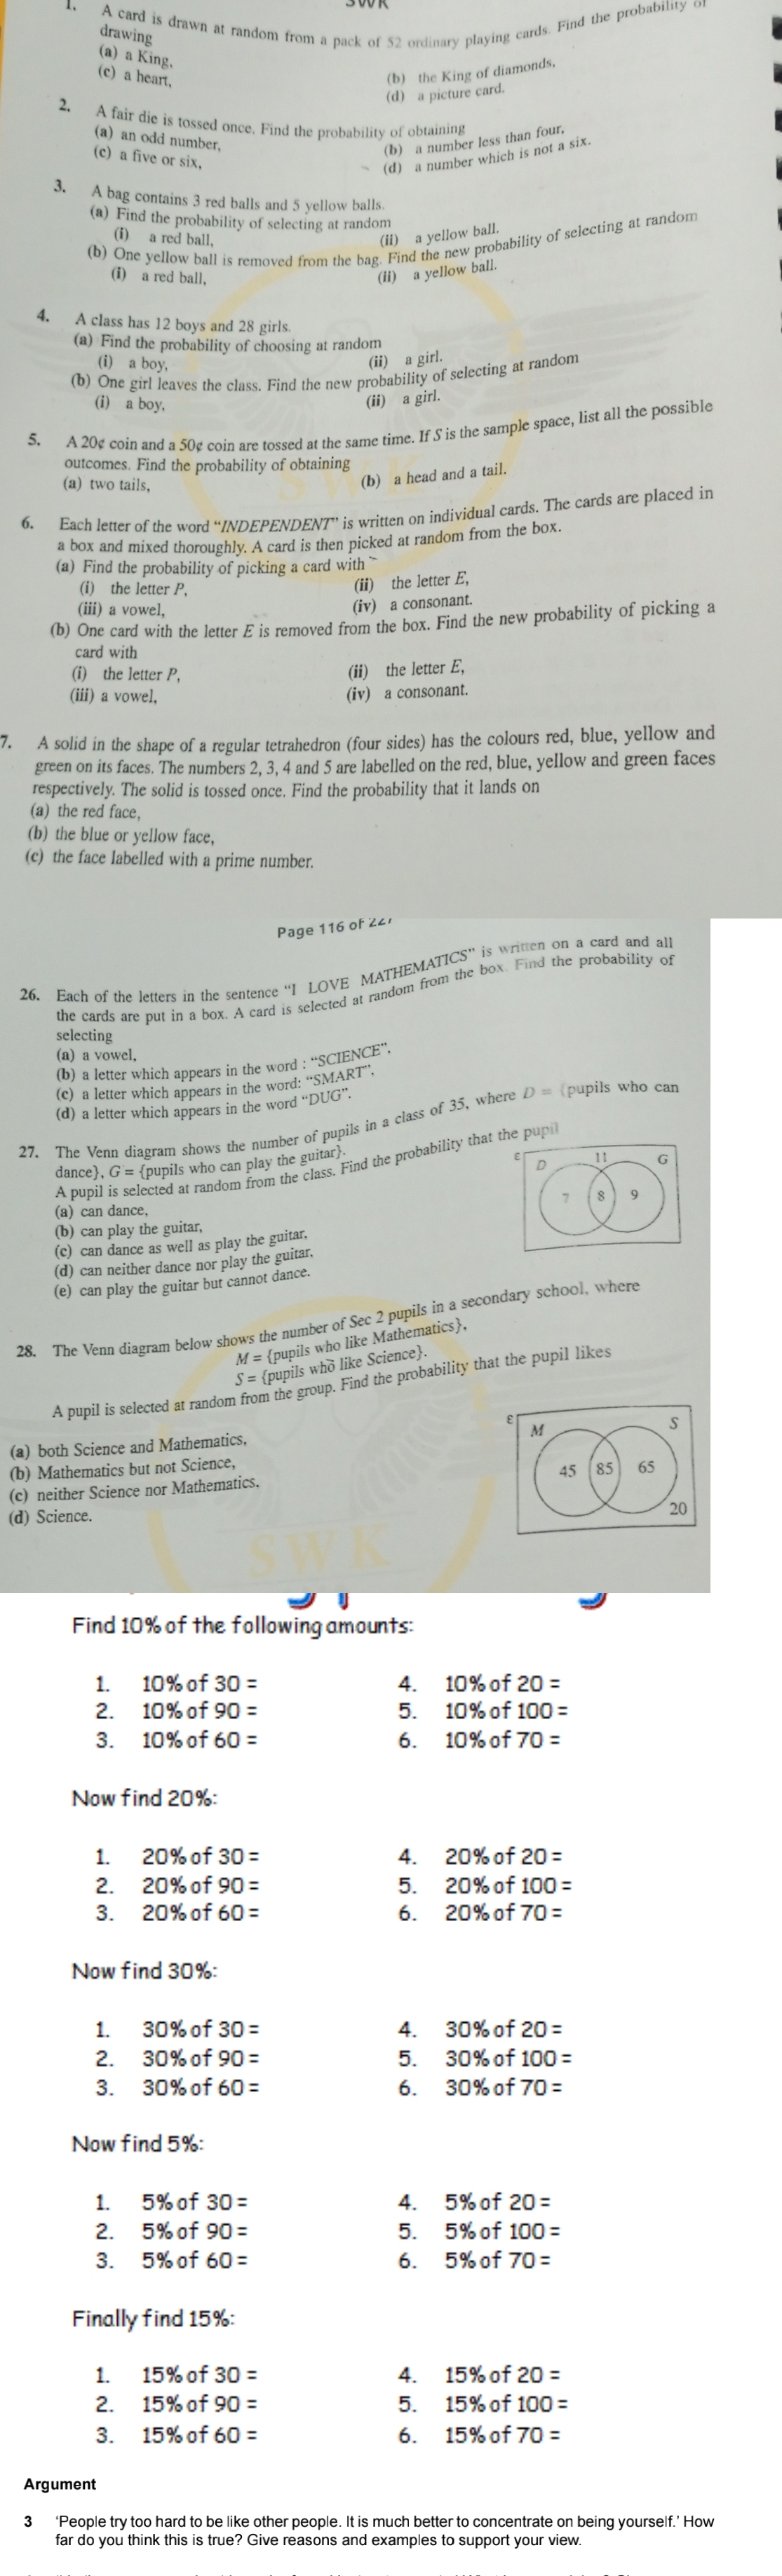 SWK
1. A card is drawn at random from a pack of 52 ordinary playing cards. Find the probability of
drawing
(a) a King, (b) the King of diamonds,
(c) a heart, (d) a picture card.
2. A fair die is tossed once. Find the probability of obtaining
(a) an odd number, (b) a number less than four,
(c) a five or six, (d) a number which is not a six.
3. A bag contains 3 red balls and 5 yellow balls.
(a) Find the probability of selecting at random
(i) a red ball, (ii) a yellow ball.
(b) One yellow ball is removed from the bag. Find the new probability of selecting at random
(i) a red ball, (ii) a yellow ball.
4. A class has 12 boys and 28 girls.
(a) Find the probability of choosing at random
(i) a boy, (ii) a girl.
(b) One girl leaves the class. Find the new probability of selecting at random
(i) a boy, (ii) a girl.
5. A 20¢ coin and a 50¢ coin are tossed at the same time. If S is the sample space, list all the possible
outcomes. Find the probability of obtaining
(a) two tails, (b) a head and a tail.
SWK
6. Each letter of the word “INDEPENDENT” is written on individual cards. The cards are placed in
a box and mixed thoroughly. A card is then picked at random from the box.
(a) Find the probability of picking a card with
(i) the letter P, (ii) the letter E,
(iii) a vowel, (iv) a consonant.
(b) One card with the letter E is removed from the box. Find the new probability of picking a
card with
(i) the letter P, (ii) the letter E,
(iii) a vowel, (iv) a consonant.
7. A solid in the shape of a regular tetrahedron (four sides) has the colours red, blue, yellow and
green on its faces. The numbers 2, 3, 4 and 5 are labelled on the red, blue, yellow and green faces
respectively. The solid is tossed once. Find the probability that it lands on
(a) the red face,
(b) the blue or yellow face,
(c) the face labelled with a prime number.
Page 116 of 227
26. Each of the letters in the sentence “I LOVE MATHEMATICS” is written on a card and all
the cards are put in a box. A card is selected at random from the box. Find the probability of
selecting
(a) a vowel,
(b) a letter which appears in the word : “SCIENCE”,
(c) a letter which appears in the word: “SMART”.
(d) a letter which appears in the word “DUG”.
27. The Venn diagram shows the number of pupils in a class of 35, where D = {pupils who can
dance}, G = {pupils who can play the guitar}.
A pupil is selected at random from the class. Find the probability that the pupil
(a) can dance,
(b) can play the guitar,
(c) can dance as well as play the guitar,
(d) can neither dance nor play the guitar,
(e) can play the guitar but cannot dance.
ε D 11 G
7 8 9
28. The Venn diagram below shows the number of Sec 2 pupils in a secondary school, where
M = {pupils who like Mathematics},
S = {pupils who like Science}.
A pupil is selected at random from the group. Find the probability that the pupil likes
(a) both Science and Mathematics,
(b) Mathematics but not Science,
(c) neither Science nor Mathematics,
(d) Science.
ε M S
45 85 65
20
SWK
Find 10% of the following amounts:
1. 10% of 30 = 4. 10% of 20 =
2. 10% of 90 = 5. 10% of 100 =
3. 10% of 60 = 6. 10% of 70 =
Now find 20%:
1. 20% of 30 = 4. 20% of 20 =
2. 20% of 90 = 5. 20% of 100 =
3. 20% of 60 = 6. 20% of 70 =
Now find 30%:
1. 30% of 30 = 4. 30% of 20 =
2. 30% of 90 = 5. 30% of 100 =
3. 30% of 60 = 6. 30% of 70 =
Now find 5%:
1. 5% of 30 = 4. 5% of 20 =
2. 5% of 90 = 5. 5% of 100 =
3. 5% of 60 = 6. 5% of 70 =
Finally find 15%:
1. 15% of 30 = 4. 15% of 20 =
2. 15% of 90 = 5. 15% of 100 =
3. 15% of 60 = 6. 15% of 70 =
Argument
3 ‘People try too hard to be like other people. It is much better to concentrate on being yourself.’ How
far do you think this is true? Give reasons and examples to support your view.